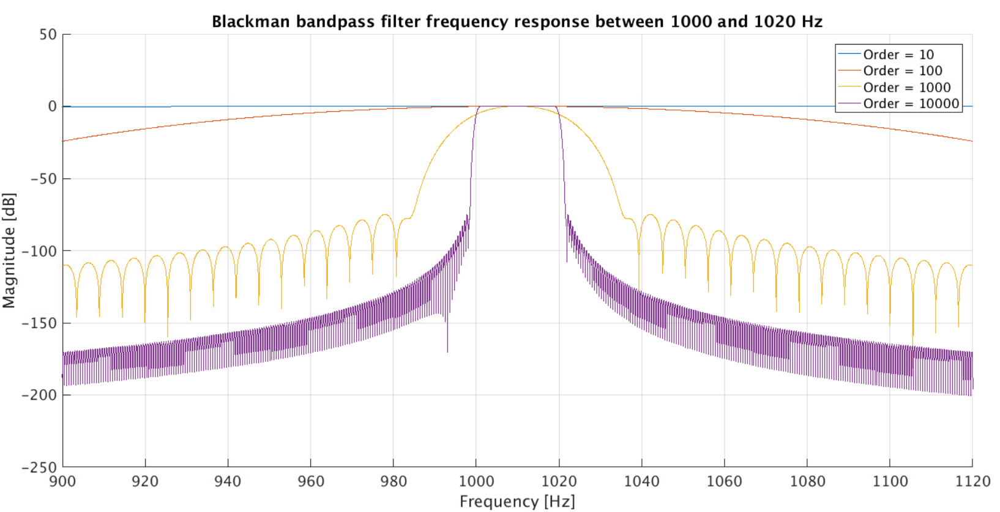 Blackman bandpass filter frequency response between 1000 and 1020 Hz
50
0
−50
−100
−150
−200
−250
Magnitude [dB]
Order = 10
Order = 100
Order = 1000
Order = 10000
900 920 940 960 980 1000 1020 1040 1060 1080 1100 1120
Frequency [Hz]